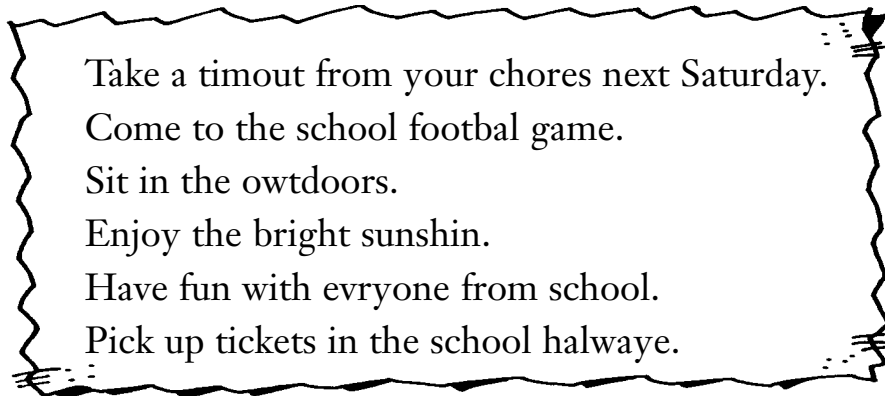 Take a timout from your chores next Saturday.
Come to the school footbal game.
Sit in the owtdoors.
Enjoy the bright sunshin.
Have fun with evryone from school.
Pick up tickets in the school halwaye.